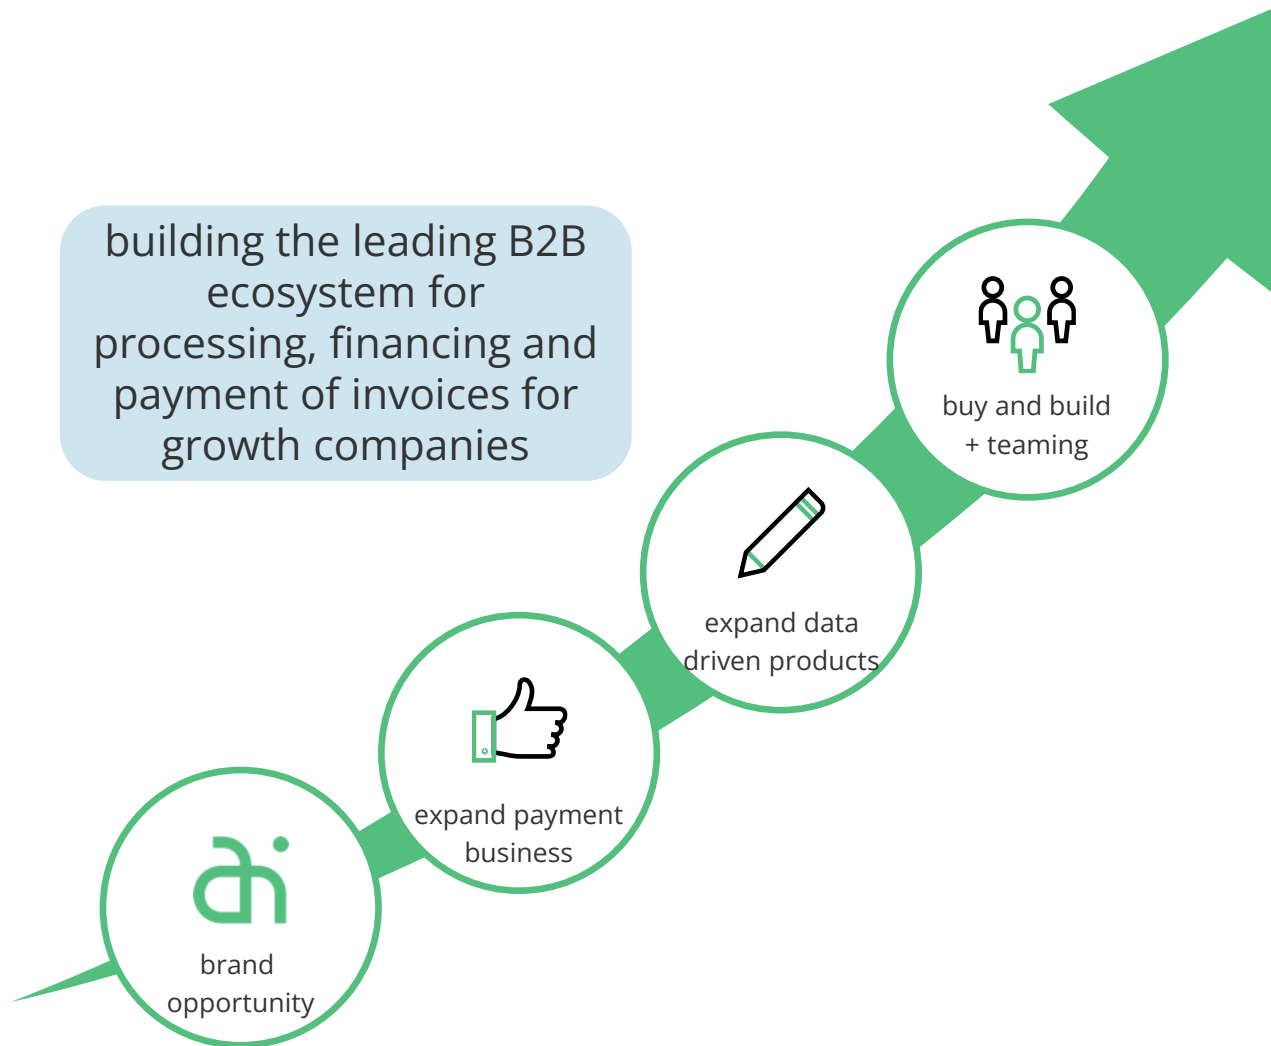 building the leading B2B
ecosystem for
processing, financing and
payment of invoices for
growth companies
buy and build
+ teaming
expand data
driven products
expand payment
business
brand
opportunity